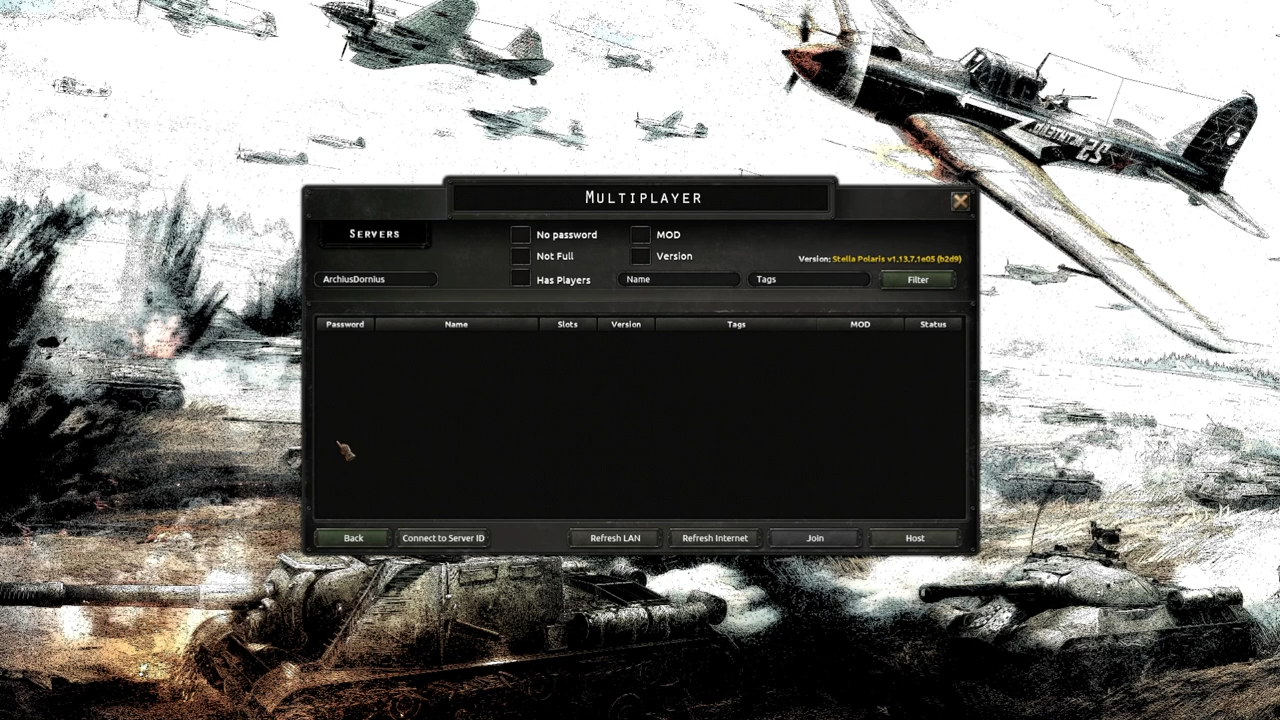 MULTIPLAYER
SERVERS
No password
MOD
Not Full
Version
Version: Stella Polaris v1.13.7.1e05 (b2d9)
ArchiusDornius
Has Players
Name
Tags
Filter
Password Name Slots Version Tags MOD Status
Back
Connect to Server ID
Refresh LAN
Refresh Internet
Join
Host
25